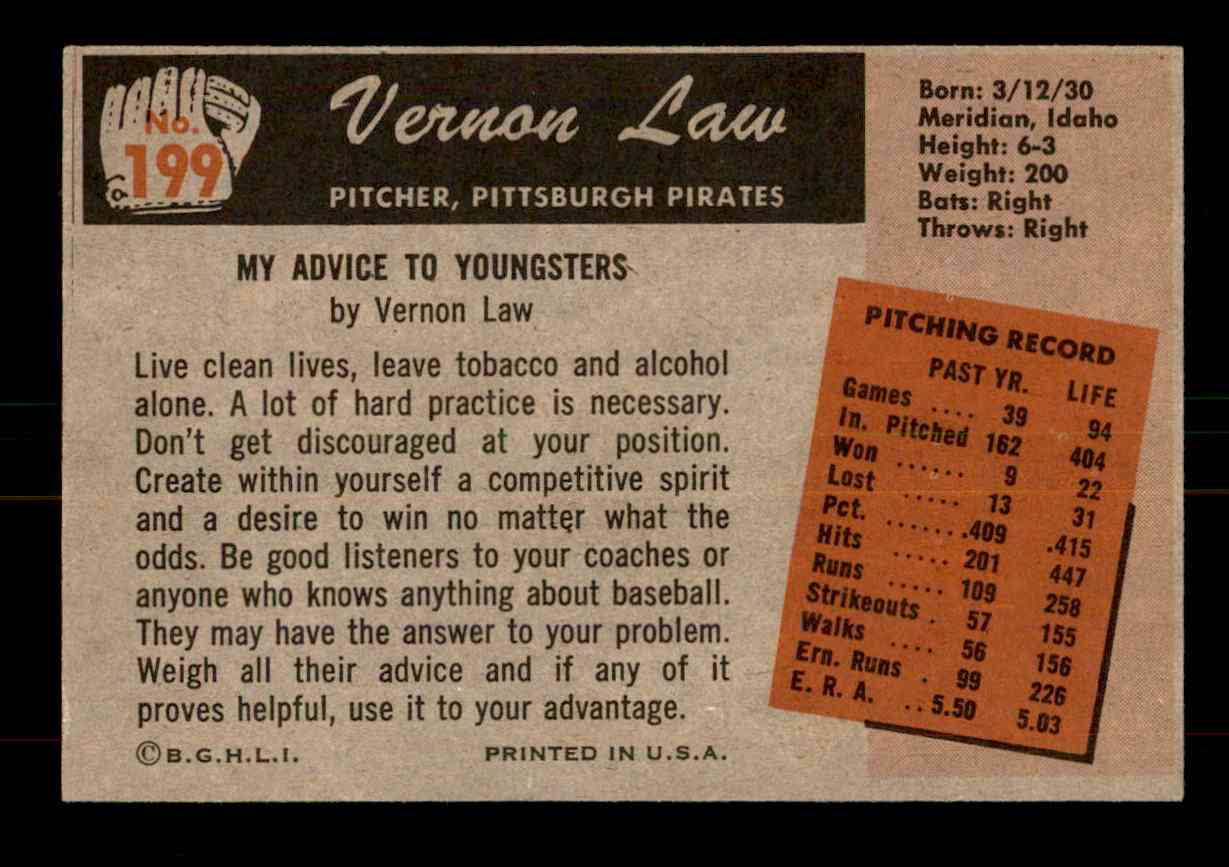 No.
199
Vernon Law
PITCHER, PITTSBURGH PIRATES
Born: 3/12/30
Meridian, Idaho
Height: 6-3
Weight: 200
Bats: Right
Throws: Right
MY ADVICE TO YOUNGSTERS
by Vernon Law
Live clean lives, leave tobacco and alcohol
alone. A lot of hard practice is necessary.
Don't get discouraged at your position.
Create within yourself a competitive spirit
and a desire to win no matter what the
odds. Be good listeners to your coaches or
anyone who knows anything about baseball.
They may have the answer to your problem.
Weigh all their advice and if any of it
proves helpful, use it to your advantage.
©B.G.H.L.I. PRINTED IN U.S.A.
PITCHING RECORD
PAST YR. LIFE
Games .... 39 94
In. Pitched 162 404
Won ...... 9 22
Lost ..... 13 31
Pct. .......409 .415
Hits ..... 201 447
Runs ..... 109 258
Strikeouts . 57 155
Walks .... 56 156
Ern. Runs . 99 226
E. R. A. ..5.50 5.03